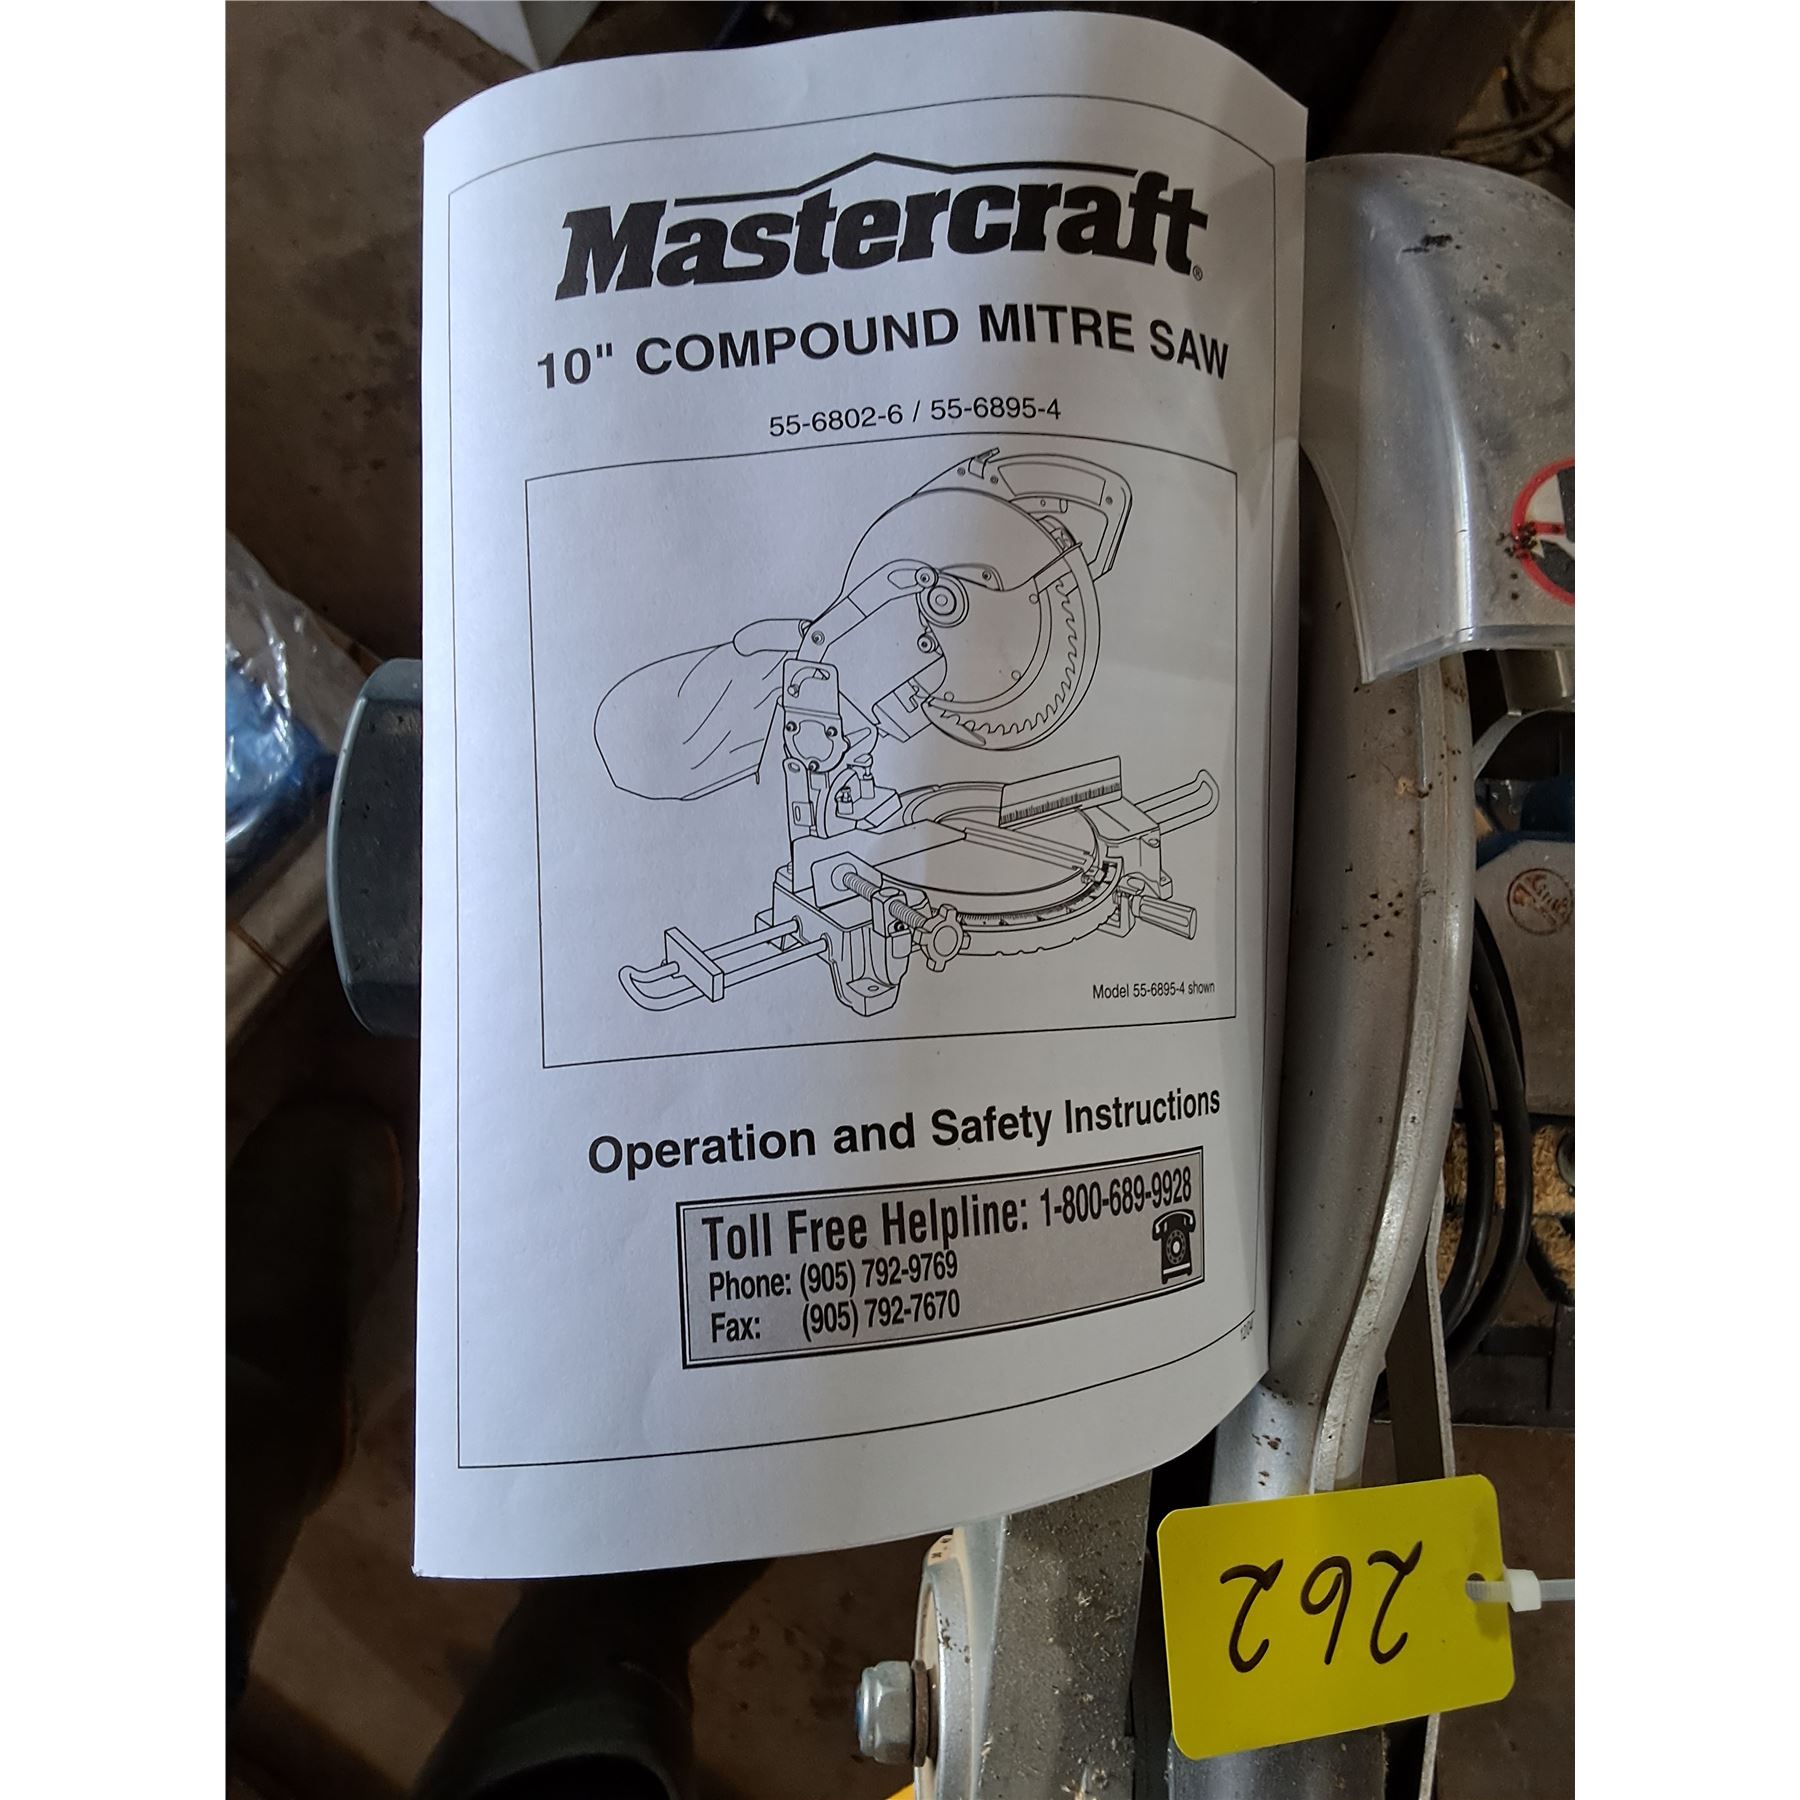 Mastercraft®
10" COMPOUND MITRE SAW
55-6802-6 / 55-6895-4
Model 55-6895-4 shown
Operation and Safety Instructions
Toll Free Helpline: 1-800-689-9928
Phone: (905) 792-9769
Fax: (905) 792-7670
1204
262